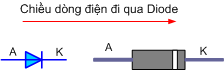 Chiều dòng điện đi qua Diode
A K A K